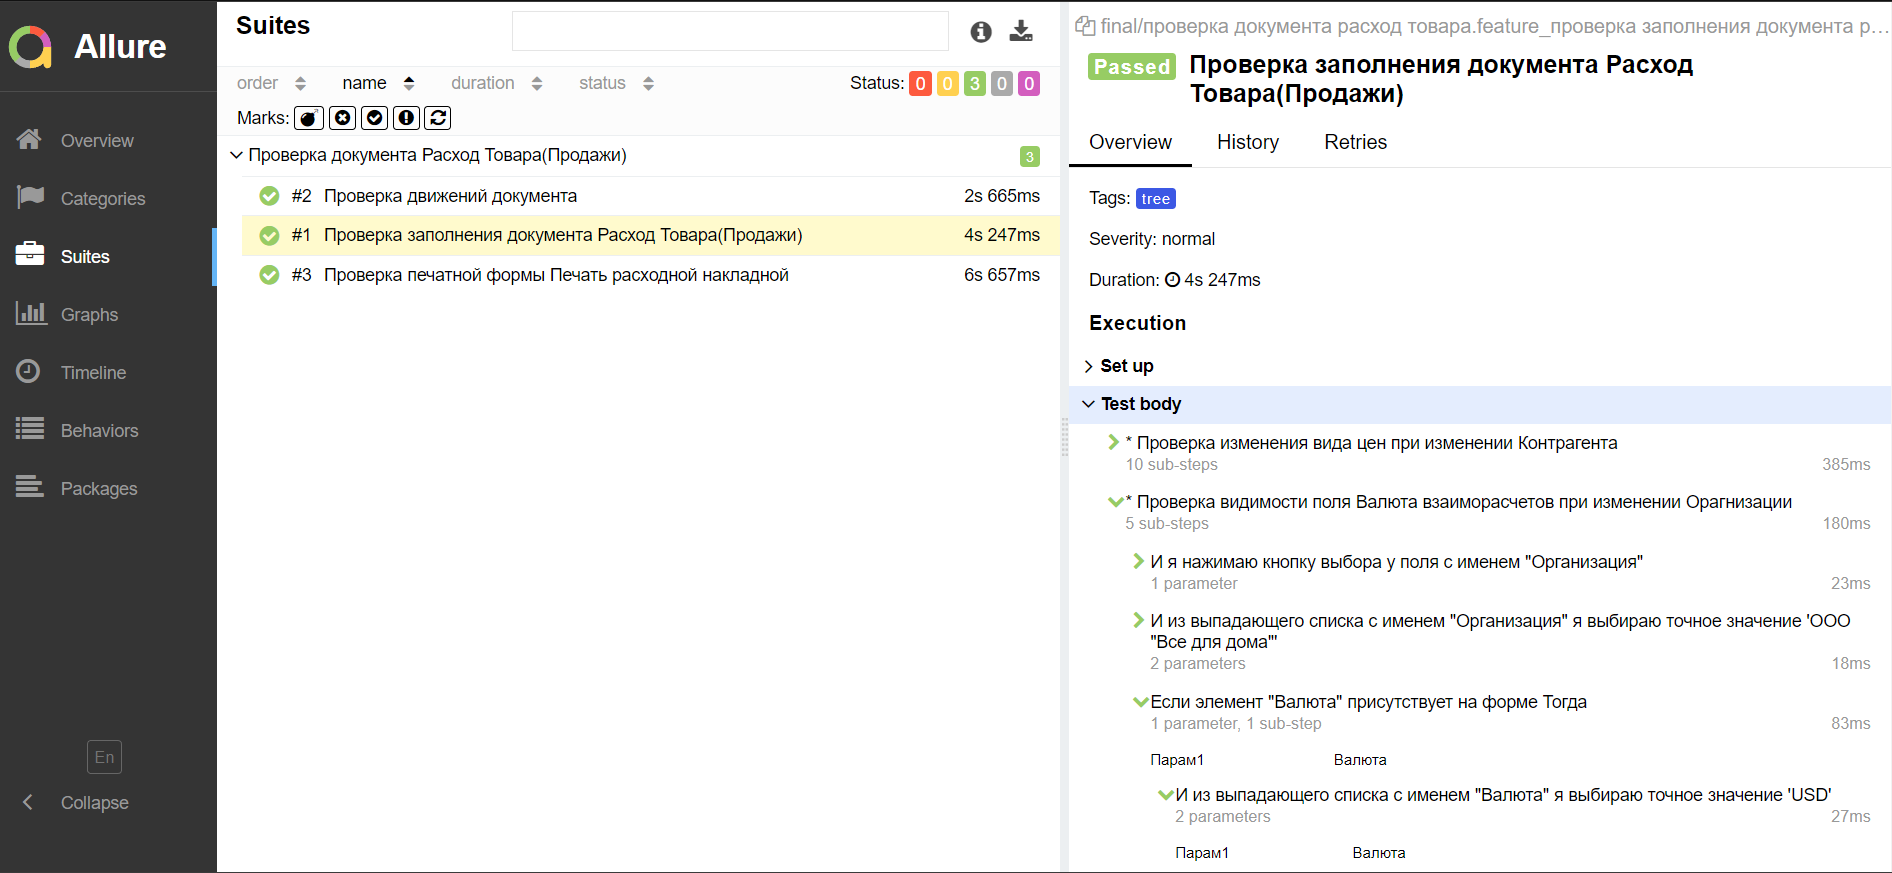 Allure
Overview
Categories
Suites
Graphs
Timeline
Behaviors
Packages
En
Collapse
Suites
order name duration status Status: 0 0 3 0 0
Marks:
Проверка документа Расход Товара(Продажи) 3
#2 Проверка движений документа 2s 665ms
#1 Проверка заполнения документа Расход Товара(Продажи) 4s 247ms
#3 Проверка печатной формы Печать расходной накладной 6s 657ms
final/проверка документа расход товара.feature_проверка заполнения документа р...
Passed Проверка заполнения документа Расход
Товара(Продажи)
Overview History Retries
Tags: tree
Severity: normal
Duration: 4s 247ms
Execution
Set up
Test body
* Проверка изменения вида цен при изменении Контрагента
10 sub-steps 385ms
* Проверка видимости поля Валюта взаиморасчетов при изменении Орагнизации
5 sub-steps 180ms
И я нажимаю кнопку выбора у поля с именем "Организация"
1 parameter 23ms
И из выпадающего списка с именем "Организация" я выбираю точное значение 'ООО
"Все для дома"'
2 parameters 18ms
Если элемент "Валюта" присутствует на форме Тогда
1 parameter, 1 sub-step 83ms
Парам1 Валюта
И из выпадающего списка с именем "Валюта" я выбираю точное значение 'USD'
2 parameters 27ms
Парам1 Валюта